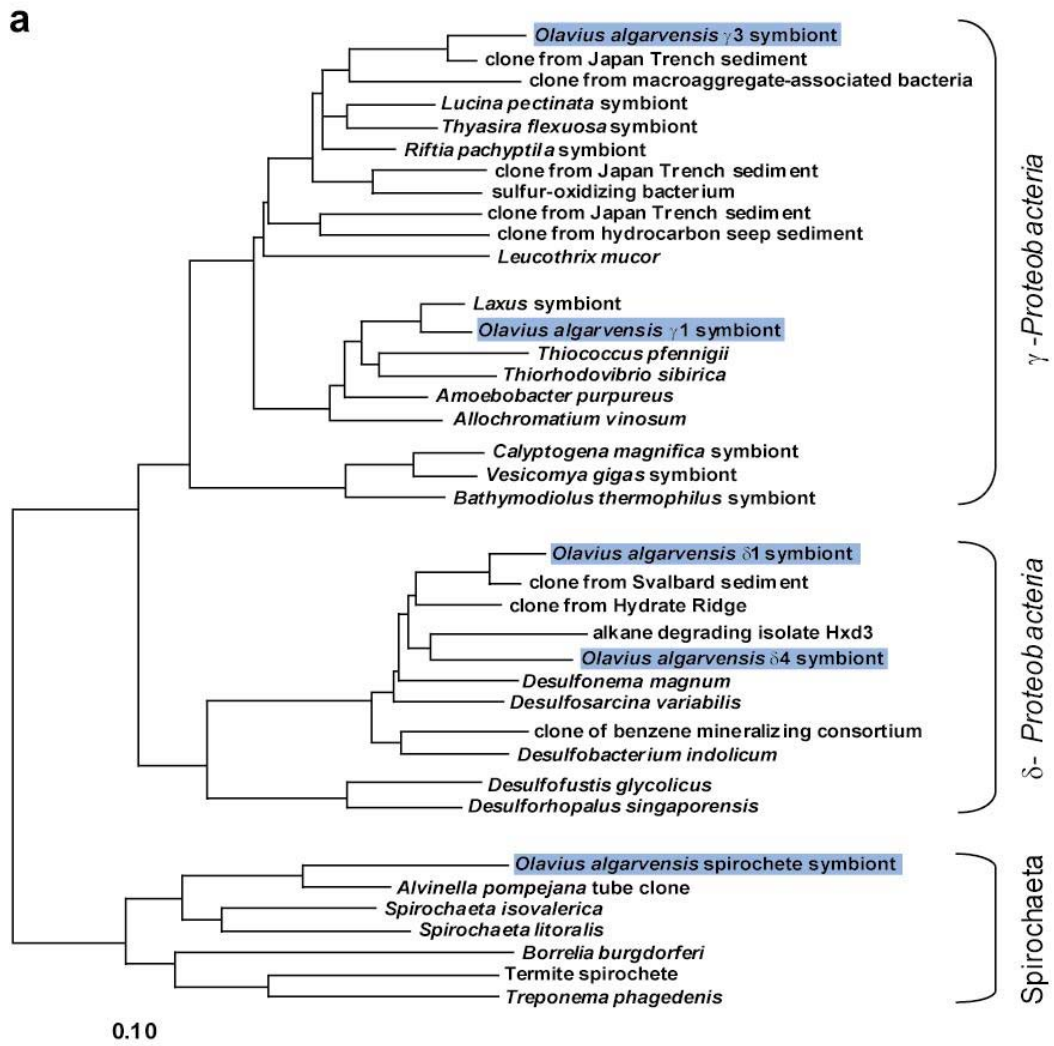 a
Olavius algarvensis γ3 symbiont
clone from Japan Trench sediment
clone from macroaggregate-associated bacteria
Lucina pectinata symbiont
Thyasira flexuosa symbiont
Riftia pachyptila symbiont
clone from Japan Trench sediment
sulfur-oxidizing bacterium
clone from Japan Trench sediment
clone from hydrocarbon seep sediment
Leucothrix mucor
Laxus symbiont
Olavius algarvensis γ1 symbiont
Thiococcus pfennigii
Thiorhodovibrio sibirica
Amoebobacter purpureus
Allochromatium vinosum
Calyptogena magnifica symbiont
Vesicomya gigas symbiont
Bathymodiolus thermophilus symbiont
γ -Proteobacteria
Olavius algarvensis δ1 symbiont
clone from Svalbard sediment
clone from Hydrate Ridge
alkane degrading isolate Hxd3
Olavius algarvensis δ4 symbiont
Desulfonema magnum
Desulfosarcina variabilis
clone of benzene mineralizing consortium
Desulfobacterium indolicum
Desulfofustis glycolicus
Desulforhopalus singaporensis
δ- Proteobacteria
Olavius algarvensis spirochete symbiont
Alvinella pompejana tube clone
Spirochaeta isovalerica
Spirochaeta litoralis
Borrelia burgdorferi
Termite spirochete
Treponema phagedenis
Spirochaeta
0.10